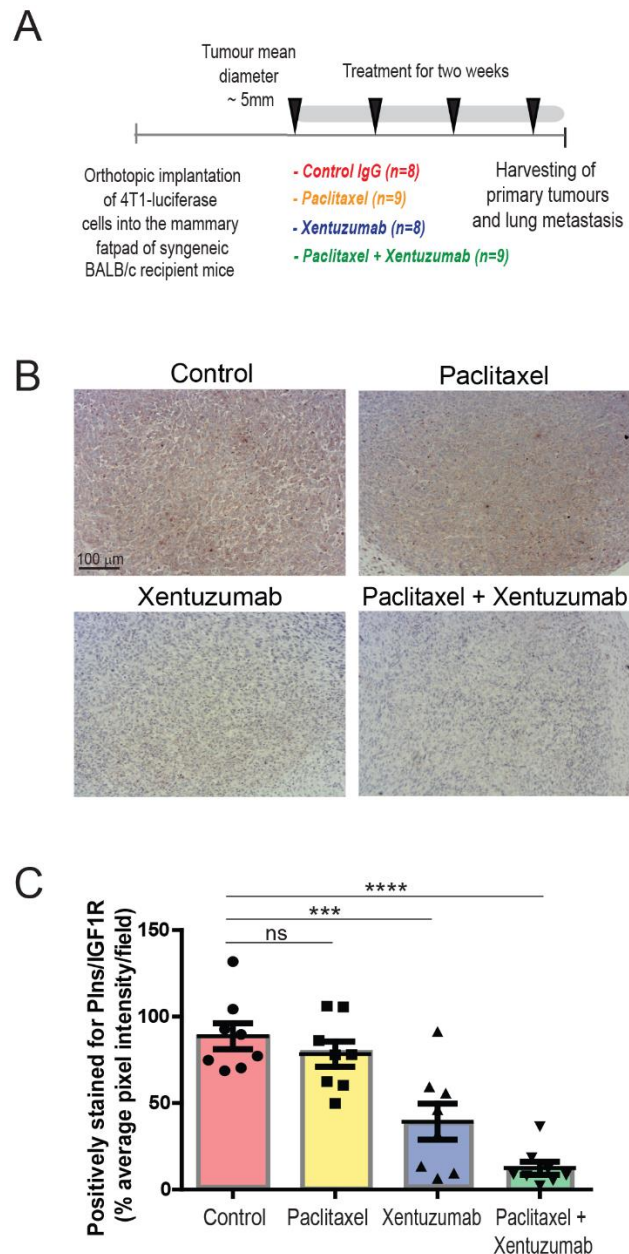 A
Tumour mean
diameter
~ 5mm
Treatment for two weeks
Orthotopic implantation
of 4T1-luciferase
cells into the mammary
fatpad of syngeneic
BALB/c recipient mice
- Control IgG (n=8)
- Paclitaxel (n=9)
- Xentuzumab (n=8)
- Paclitaxel + Xentuzumab (n=9)
Harvesting of
primary tumours
and lung metastasis
B
Control
Paclitaxel
100 μm
Xentuzumab
Paclitaxel + Xentuzumab
C
Positively stained for PIns/IGF1R
(% average pixel intensity/field)
150
100
50
0
****
***
ns
Control
Paclitaxel
Xentuzumab
Paclitaxel +
Xentuzumab